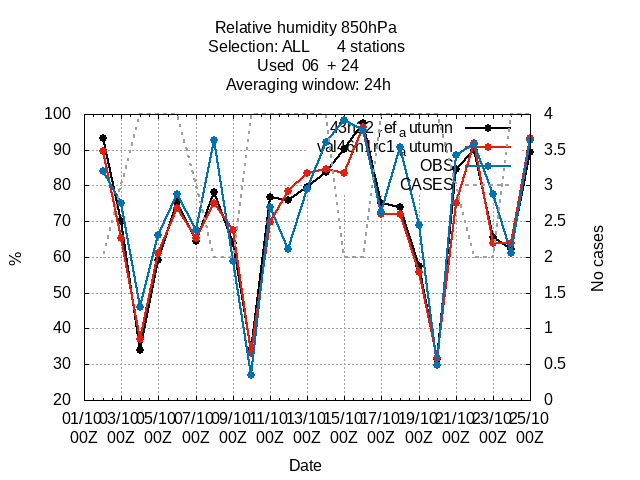 Relative humidity 850hPa
Selection: ALL 4 stations
Used 06 + 24
Averaging window: 24h
100
90
80
70
60
50
40
30
20
4
3.5
3
2.5
2
1.5
1
0.5
0
%
No cases
utumn
utumn
OBS
CASES
01/10 03/10 05/10 07/10 09/10 11/10 13/10 15/10 17/10 19/10 21/10 23/10 25/10
00Z 00Z 00Z 00Z 00Z 00Z 00Z 00Z 00Z 00Z 00Z 00Z 00Z
Date